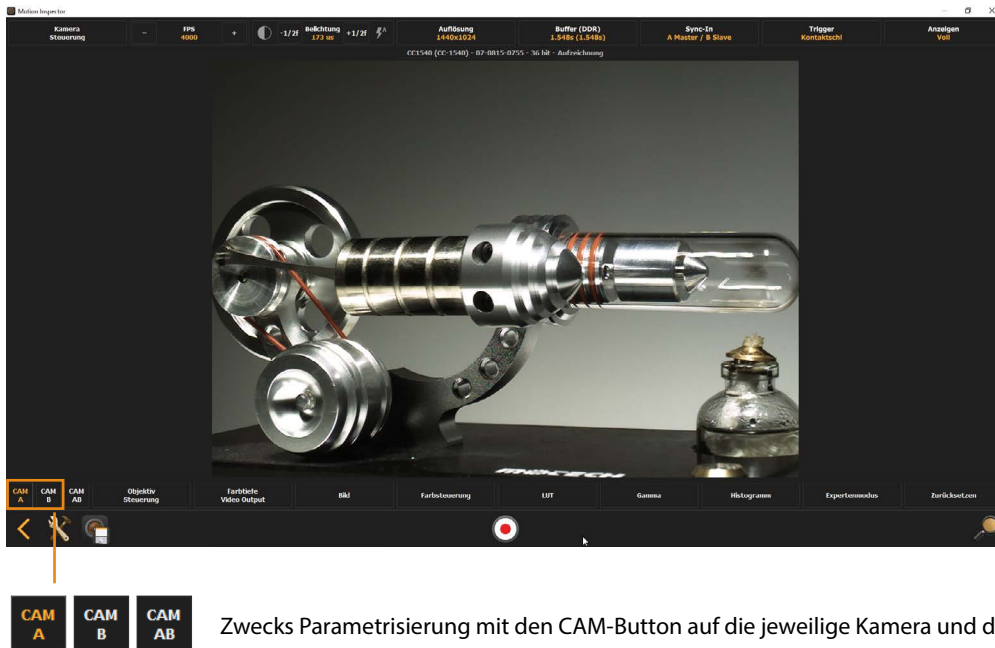 Motion Inspector
Kamera Steuerung
−
FPS 4000
+
-1/2f
Belichtung 173 us
+1/2f
Auflösung 1440x1024
Buffer (DDR) 1.548s (1.548s)
Sync-In A Master / B Slave
Trigger Kontaktschl
Anzeigen Voll
CC1540 (CC-1540) - 07-0815-0755 - 36 bit - Aufzeichnung
CAM A
CAM B
CAM AB
Objektiv Steuerung
Farbtiefe Video Output
Bild
Farbsteuerung
LUT
Gamma
Histogramm
Expertenmodus
Zurücksetzen
CAM A
CAM B
CAM AB
Zwecks Parametrisierung mit den CAM-Button auf die jeweilige Kamera und d